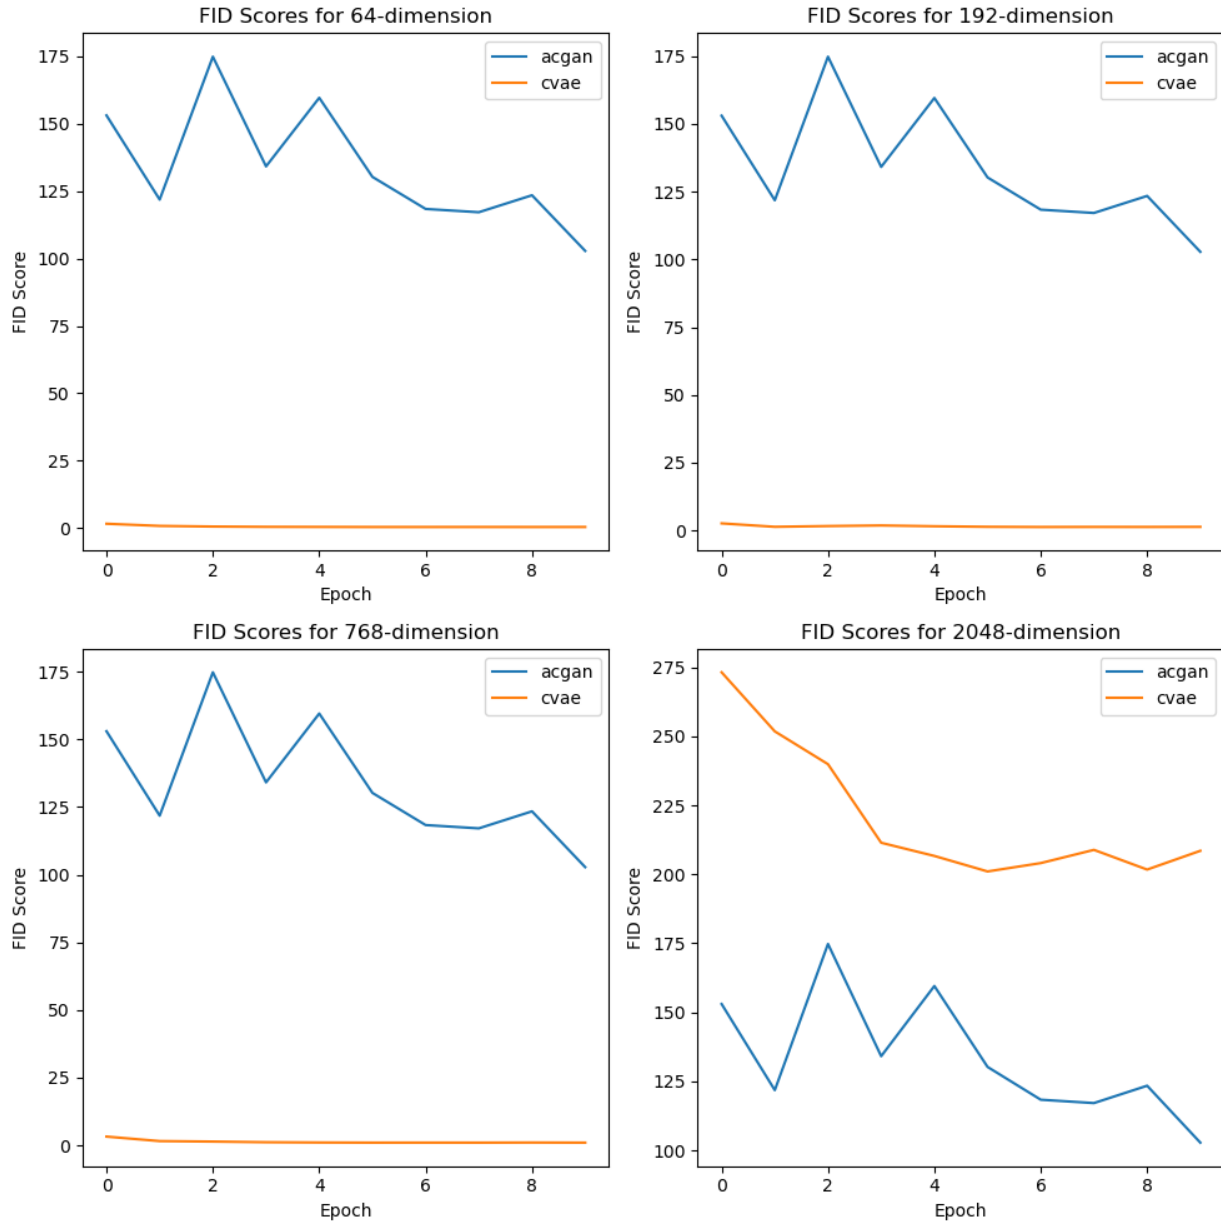 FID Scores for 64-dimension
175
150
125
100
75
50
25
0
FID Score
0 2 4 6 8
Epoch
acgan
cvae
FID Scores for 192-dimension
175
150
125
100
75
50
25
0
FID Score
0 2 4 6 8
Epoch
acgan
cvae
FID Scores for 768-dimension
175
150
125
100
75
50
25
0
FID Score
0 2 4 6 8
Epoch
acgan
cvae
FID Scores for 2048-dimension
275
250
225
200
175
150
125
100
FID Score
0 2 4 6 8
Epoch
acgan
cvae